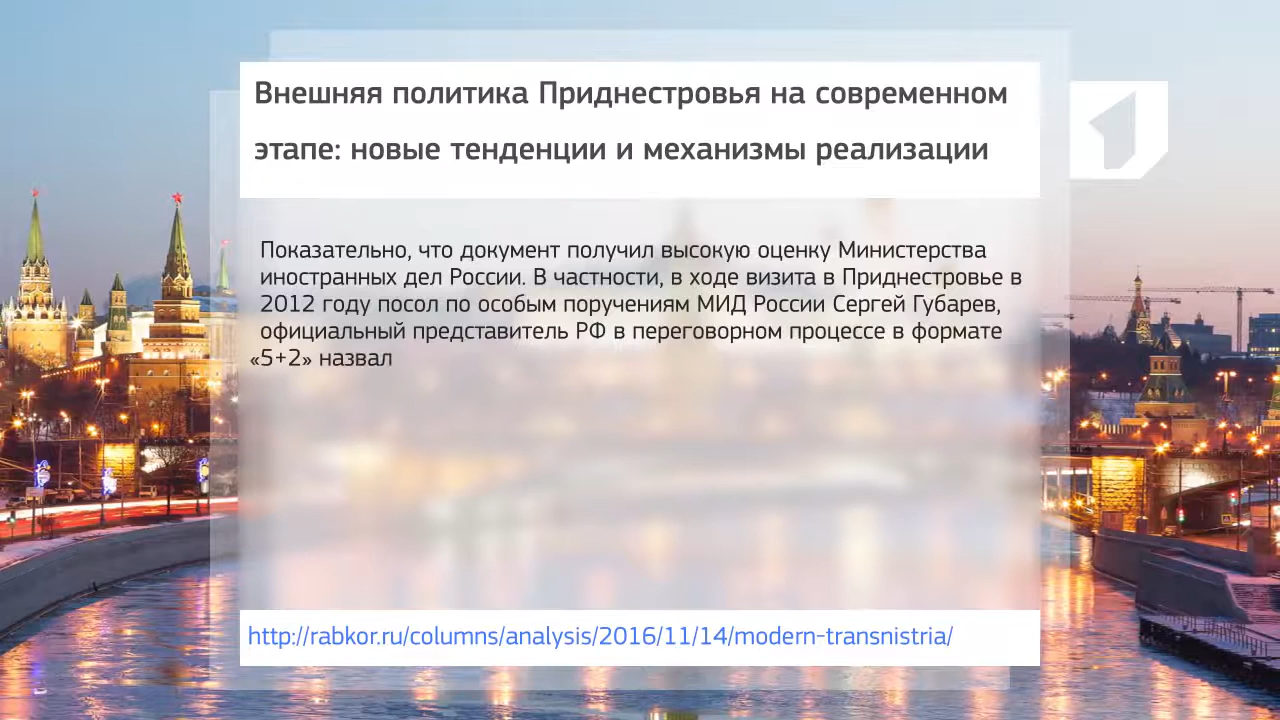 Внешняя политика Приднестровья на современном
этапе: новые тенденции и механизмы реализации
Показательно, что документ получил высокую оценку Министерства
иностранных дел России. В частности, в ходе визита в Приднестровье в
2012 году посол по особым поручениям МИД России Сергей Губарев,
официальный представитель РФ в переговорном процессе в формате
«5+2» назвал
http://rabkor.ru/columns/analysis/2016/11/14/modern-transnistria/